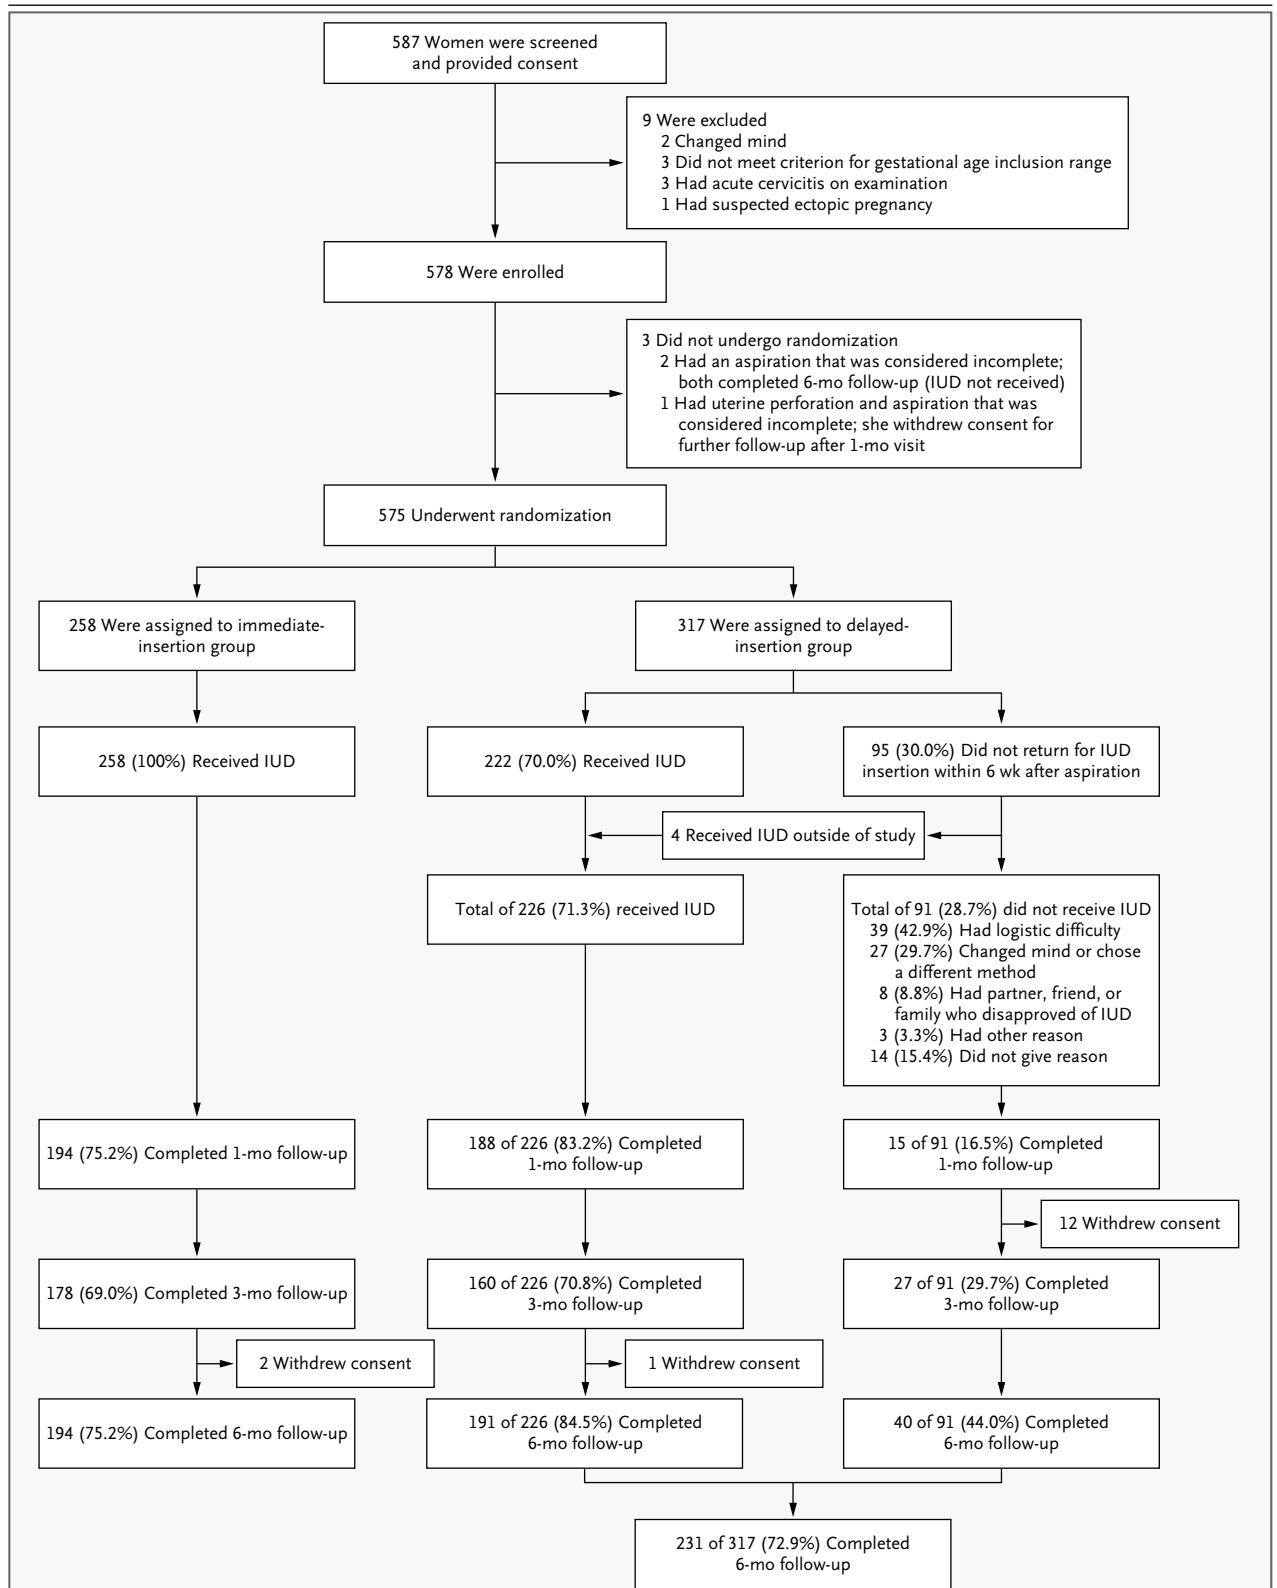 587 Women were screened
and provided consent
9 Were excluded
2 Changed mind
3 Did not meet criterion for gestational age inclusion range
3 Had acute cervicitis on examination
1 Had suspected ectopic pregnancy
578 Were enrolled
3 Did not undergo randomization
2 Had an aspiration that was considered incomplete;
both completed 6-mo follow-up (IUD not received)
1 Had uterine perforation and aspiration that was
considered incomplete; she withdrew consent for
further follow-up after 1-mo visit
575 Underwent randomization
258 Were assigned to immediate-
insertion group
317 Were assigned to delayed-
insertion group
258 (100%) Received IUD
222 (70.0%) Received IUD
95 (30.0%) Did not return for IUD
insertion within 6 wk after aspiration
4 Received IUD outside of study
Total of 226 (71.3%) received IUD
Total of 91 (28.7%) did not receive IUD
39 (42.9%) Had logistic difficulty
27 (29.7%) Changed mind or chose
a different method
8 (8.8%) Had partner, friend, or
family who disapproved of IUD
3 (3.3%) Had other reason
14 (15.4%) Did not give reason
194 (75.2%) Completed 1-mo follow-up
188 of 226 (83.2%) Completed
1-mo follow-up
15 of 91 (16.5%) Completed
1-mo follow-up
12 Withdrew consent
178 (69.0%) Completed 3-mo follow-up
160 of 226 (70.8%) Completed
3-mo follow-up
27 of 91 (29.7%) Completed
3-mo follow-up
2 Withdrew consent
1 Withdrew consent
194 (75.2%) Completed 6-mo follow-up
191 of 226 (84.5%) Completed
6-mo follow-up
40 of 91 (44.0%) Completed
6-mo follow-up
231 of 317 (72.9%) Completed
6-mo follow-up